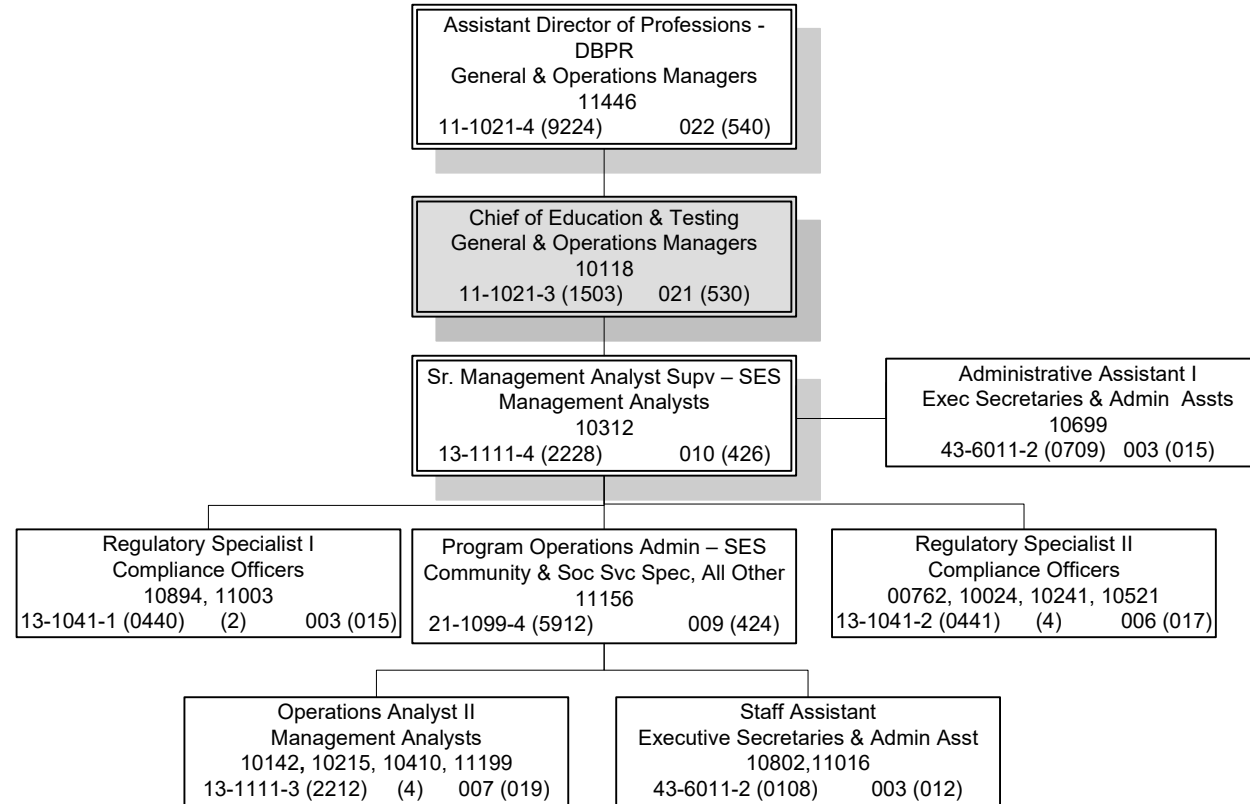 Assistant Director of Professions -
DBPR
General & Operations Managers
11446
11-1021-4 (9224) 022 (540)
Chief of Education & Testing
General & Operations Managers
10118
11-1021-3 (1503) 021 (530)
Sr. Management Analyst Supv – SES
Management Analysts
10312
13-1111-4 (2228) 010 (426)
Administrative Assistant I
Exec Secretaries & Admin Assts
10699
43-6011-2 (0709) 003 (015)
Regulatory Specialist I
Compliance Officers
10894, 11003
13-1041-1 (0440) (2) 003 (015)
Program Operations Admin – SES
Community & Soc Svc Spec, All Other
11156
21-1099-4 (5912) 009 (424)
Regulatory Specialist II
Compliance Officers
00762, 10024, 10241, 10521
13-1041-2 (0441) (4) 006 (017)
Operations Analyst II
Management Analysts
10142, 10215, 10410, 11199
13-1111-3 (2212) (4) 007 (019)
Staff Assistant
Executive Secretaries & Admin Asst
10802,11016
43-6011-2 (0108) 003 (012)